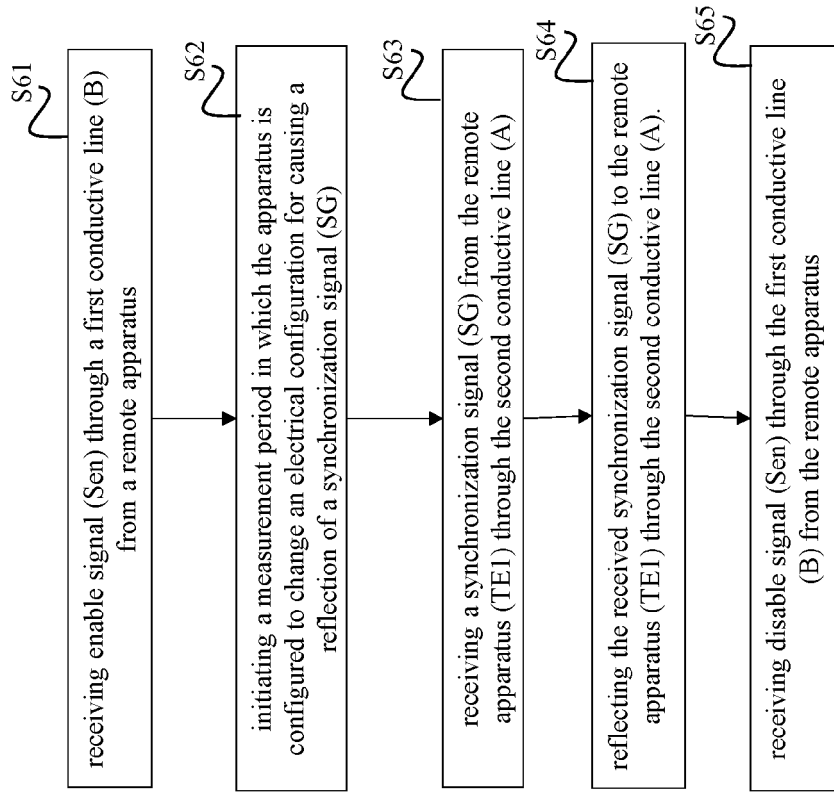 S61
receiving enable signal (Sen) through a first conductive line (B)
from a remote apparatus
S62
initiating a measurement period in which the apparatus is
configured to change an electrical configuration for causing a
reflection of a synchronization signal (SG)
S63
receiving a synchronization signal (SG) from the remote
apparatus (TE1) through the second conductive line (A)
S64
reflecting the received synchronization signal (SG) to the remote
apparatus (TE1) through the second conductive line (A).
S65
receiving disable signal (Sen) through the first conductive line
(B) from the remote apparatus